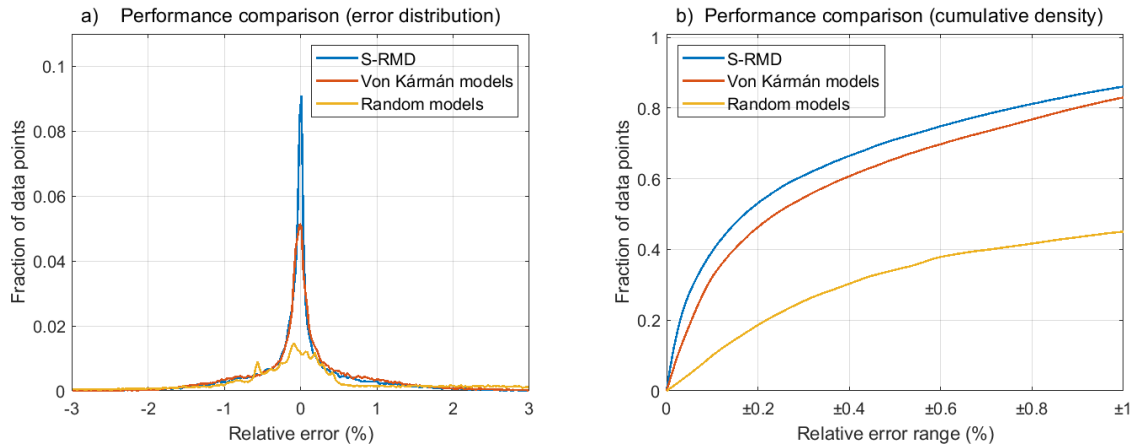 a) Performance comparison (error distribution)
Fraction of data points
0.1
0.08
0.06
0.04
0.02
0
S-RMD
Von Kármán models
Random models
-3 -2 -1 0 1 2 3
Relative error (%)
b) Performance comparison (cumulative density)
Fraction of data points
1
0.8
0.6
0.4
0.2
0
S-RMD
Von Kármán models
Random models
0 ±0.2 ±0.4 ±0.6 ±0.8 ±1
Relative error range (%)